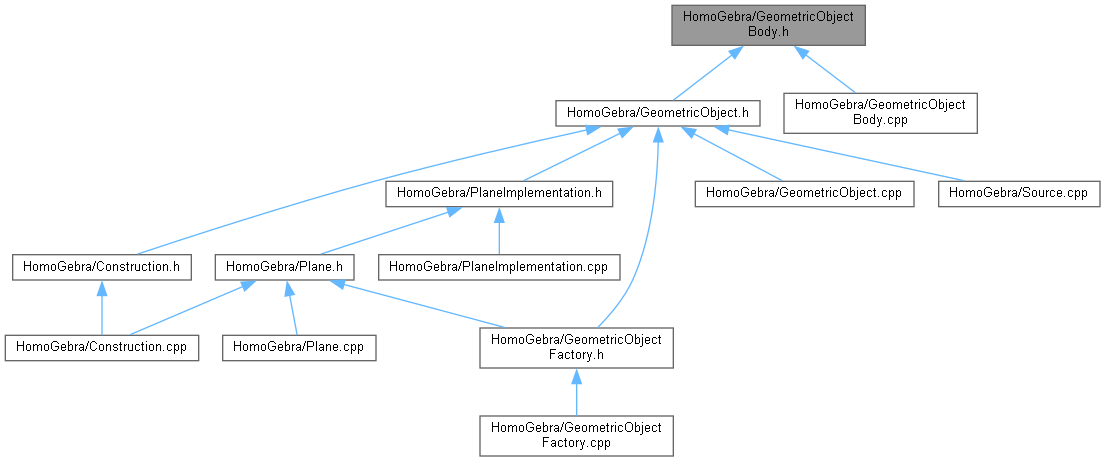 HomoGebra/GeometricObject
Body.h
HomoGebra/GeometricObject.h
HomoGebra/GeometricObject
Body.cpp
HomoGebra/PlaneImplementation.h
HomoGebra/GeometricObject.cpp
HomoGebra/Source.cpp
HomoGebra/Construction.h
HomoGebra/Plane.h
HomoGebra/PlaneImplementation.cpp
HomoGebra/Construction.cpp
HomoGebra/Plane.cpp
HomoGebra/GeometricObject
Factory.h
HomoGebra/GeometricObject
Factory.cpp